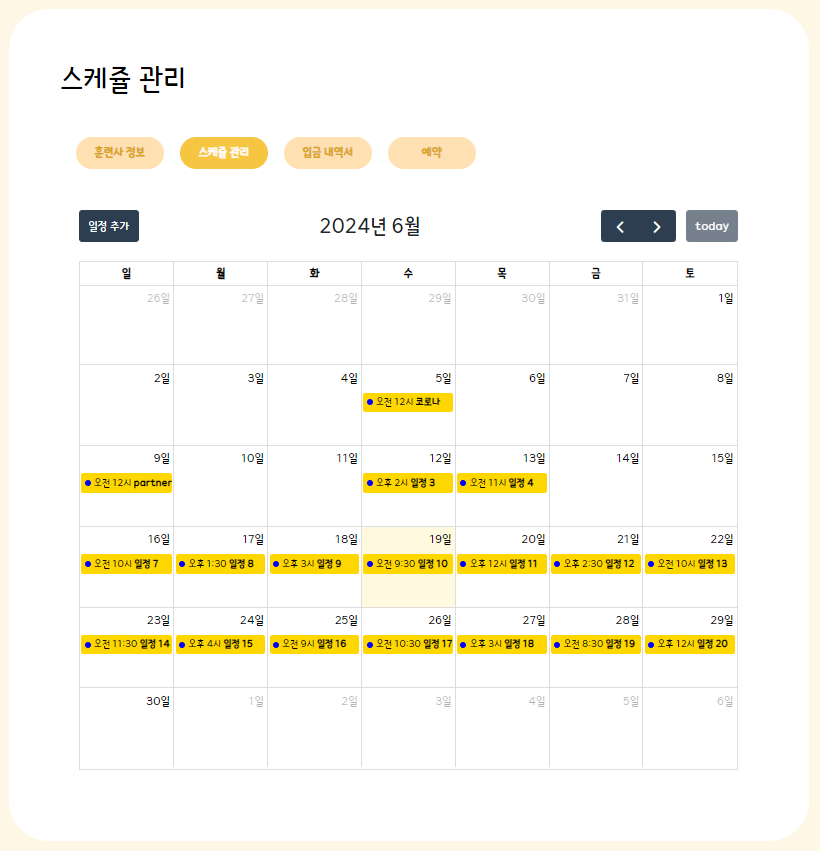 스케쥴 관리
훈련사 정보 스케쥴 관리 입금 내역서 예약
일정 추가 2024년 6월 today
일 월 화 수 목 금 토
26일 27일 28일 29일 30일 31일 1일
2일 3일 4일 5일 6일 7일 8일
오전 12시 코로나
9일 10일 11일 12일 13일 14일 15일
오전 12시 partner 오후 2시 일정 3 오전 11시 일정 4
16일 17일 18일 19일 20일 21일 22일
오전 10시 일정 7 오후 1:30 일정 8 오후 3시 일정 9 오전 9:30 일정 10 오후 12시 일정 11 오후 2:30 일정 12 오전 10시 일정 13
23일 24일 25일 26일 27일 28일 29일
오전 11:30 일정 14 오후 4시 일정 15 오전 9시 일정 16 오전 10:30 일정 17 오후 3시 일정 18 오전 8:30 일정 19 오후 12시 일정 20
30일 1일 2일 3일 4일 5일 6일